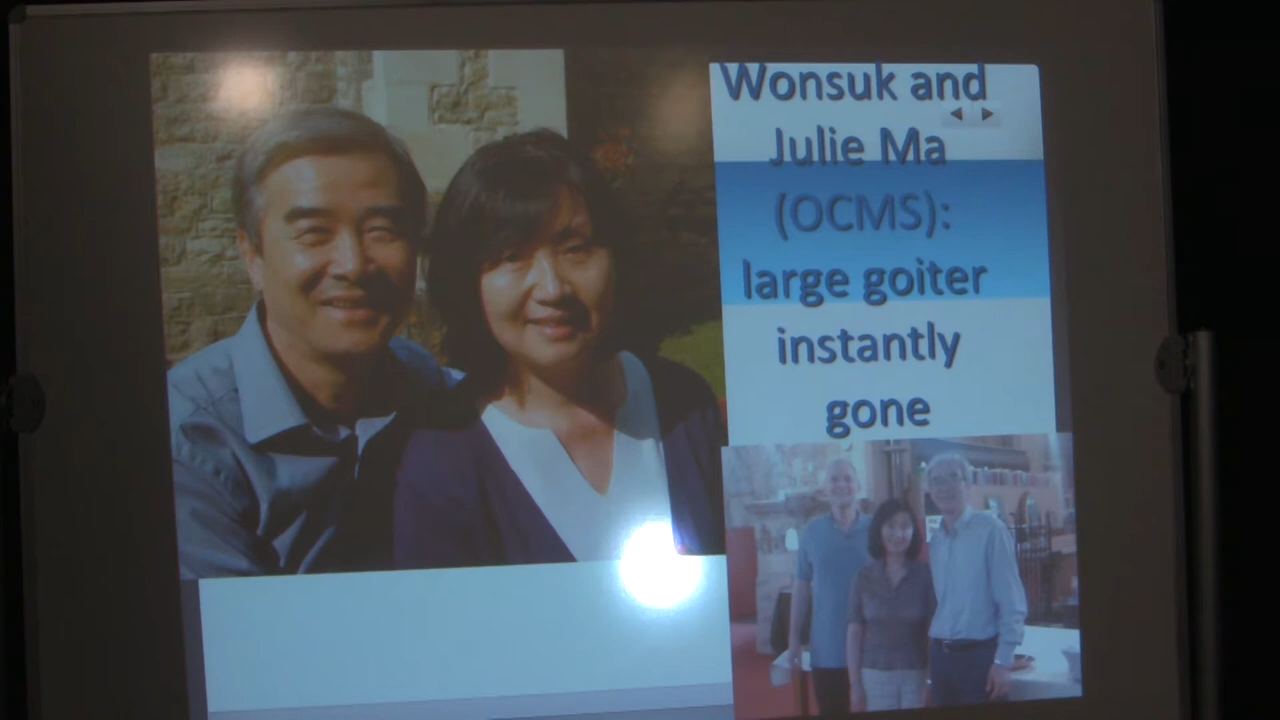 Wonsuk and
Julie Ma
(OCMS):
large goiter
instantly
gone